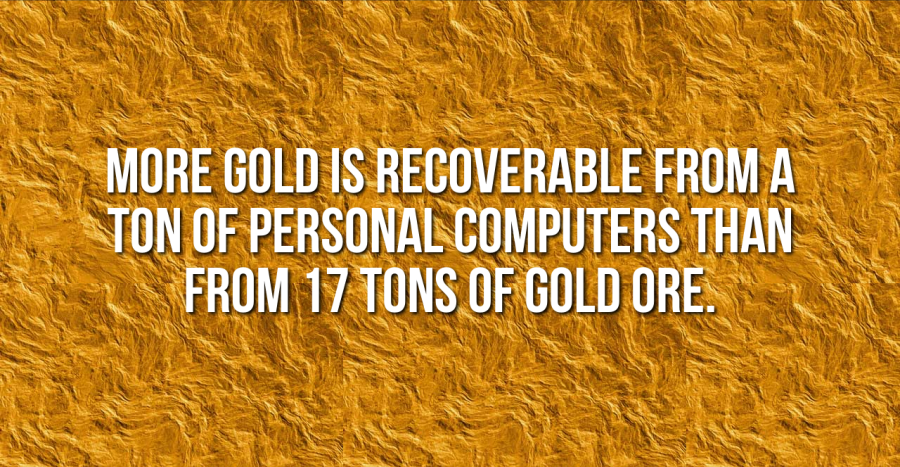 MORE GOLD IS RECOVERABLE FROM A
TON OF PERSONAL COMPUTERS THAN
FROM 17 TONS OF GOLD ORE.